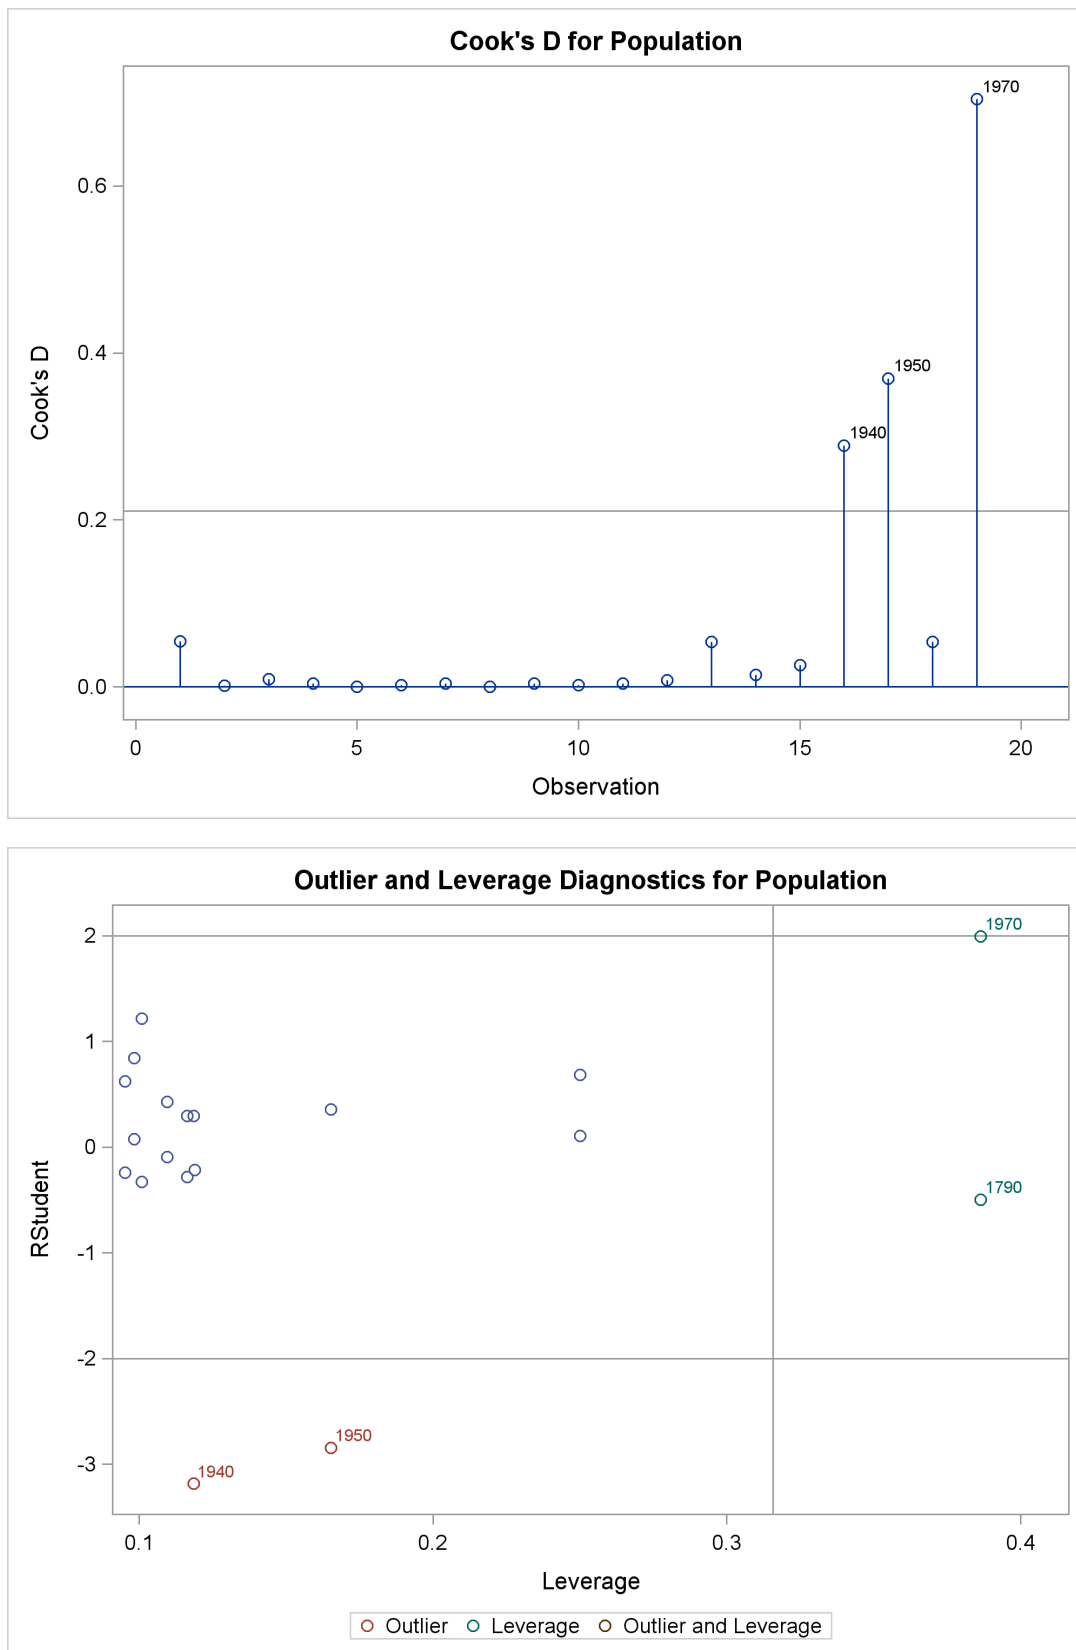 Cook's D for Population
1970
0.6
0.4
1950
1940
0.2
0.0
Cook's D
0 5 10 15 20
Observation
Outlier and Leverage Diagnostics for Population
2
1970
1
0
1790
-1
-2
1950
-3
1940
RStudent
0.1 0.2 0.3 0.4
Leverage
Outlier Leverage Outlier and Leverage